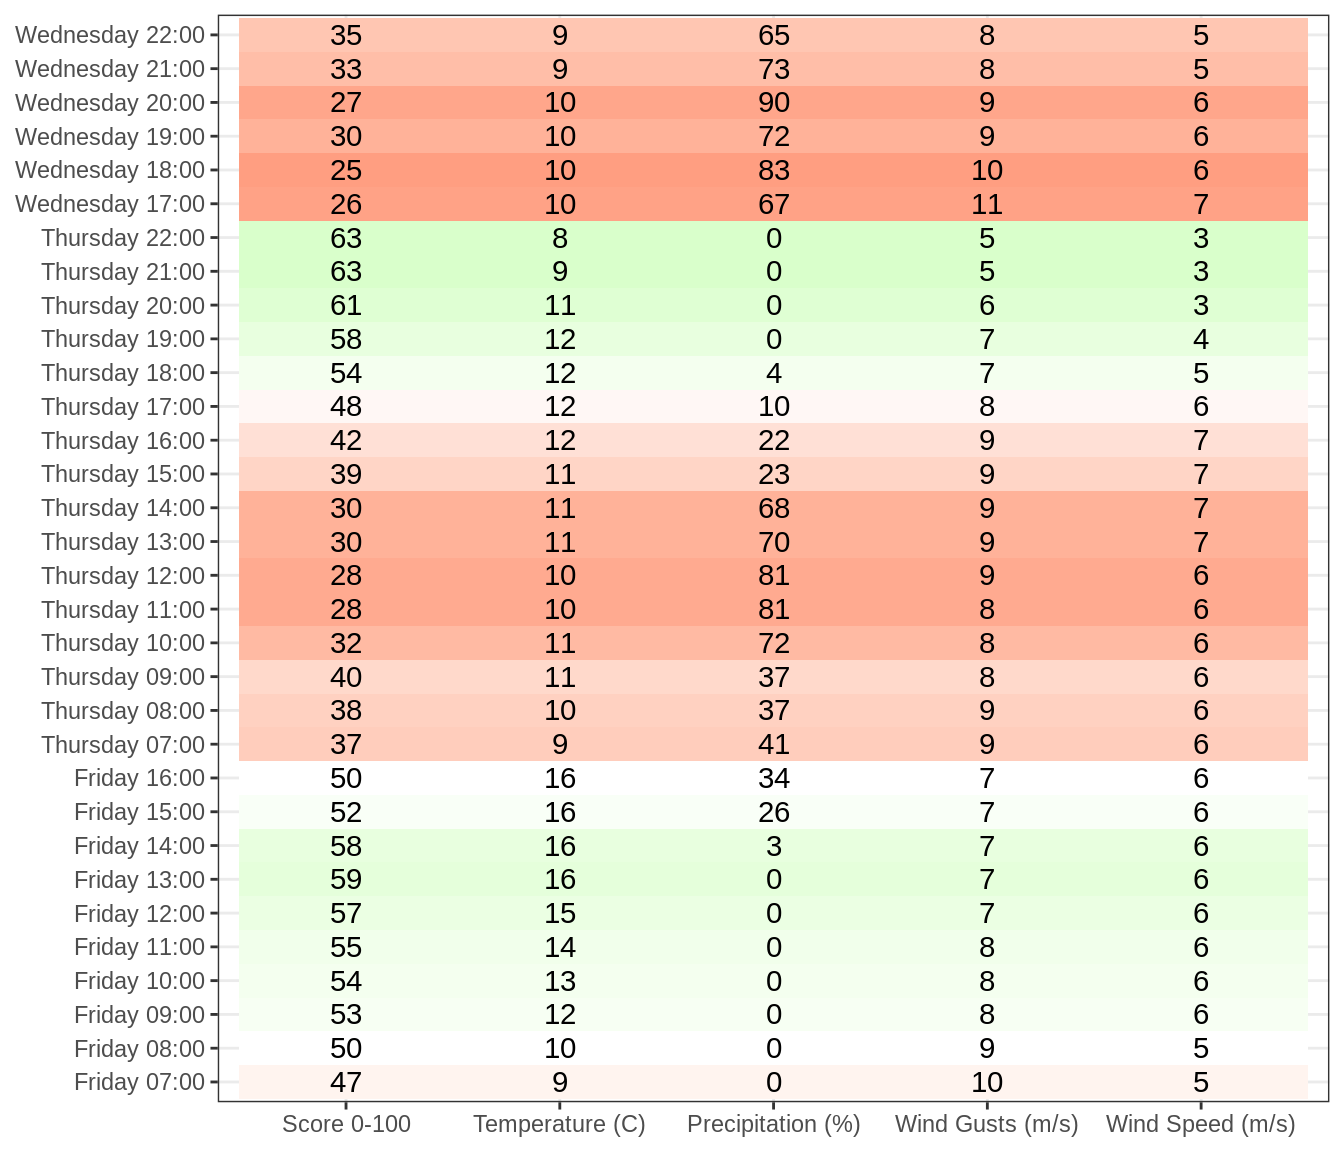 Wednesday 22:00 35 9 65 8 5
Wednesday 21:00 33 9 73 8 5
Wednesday 20:00 27 10 90 9 6
Wednesday 19:00 30 10 72 9 6
Wednesday 18:00 25 10 83 10 6
Wednesday 17:00 26 10 67 11 7
Thursday 22:00 63 8 0 5 3
Thursday 21:00 63 9 0 5 3
Thursday 20:00 61 11 0 6 3
Thursday 19:00 58 12 0 7 4
Thursday 18:00 54 12 4 7 5
Thursday 17:00 48 12 10 8 6
Thursday 16:00 42 12 22 9 7
Thursday 15:00 39 11 23 9 7
Thursday 14:00 30 11 68 9 7
Thursday 13:00 30 11 70 9 7
Thursday 12:00 28 10 81 9 6
Thursday 11:00 28 10 81 8 6
Thursday 10:00 32 11 72 8 6
Thursday 09:00 40 11 37 8 6
Thursday 08:00 38 10 37 9 6
Thursday 07:00 37 9 41 9 6
Friday 16:00 50 16 34 7 6
Friday 15:00 52 16 26 7 6
Friday 14:00 58 16 3 7 6
Friday 13:00 59 16 0 7 6
Friday 12:00 57 15 0 7 6
Friday 11:00 55 14 0 8 6
Friday 10:00 54 13 0 8 6
Friday 09:00 53 12 0 8 6
Friday 08:00 50 10 0 9 5
Friday 07:00 47 9 0 10 5
Score 0-100 Temperature (C) Precipitation (%) Wind Gusts (m/s) Wind Speed (m/s)